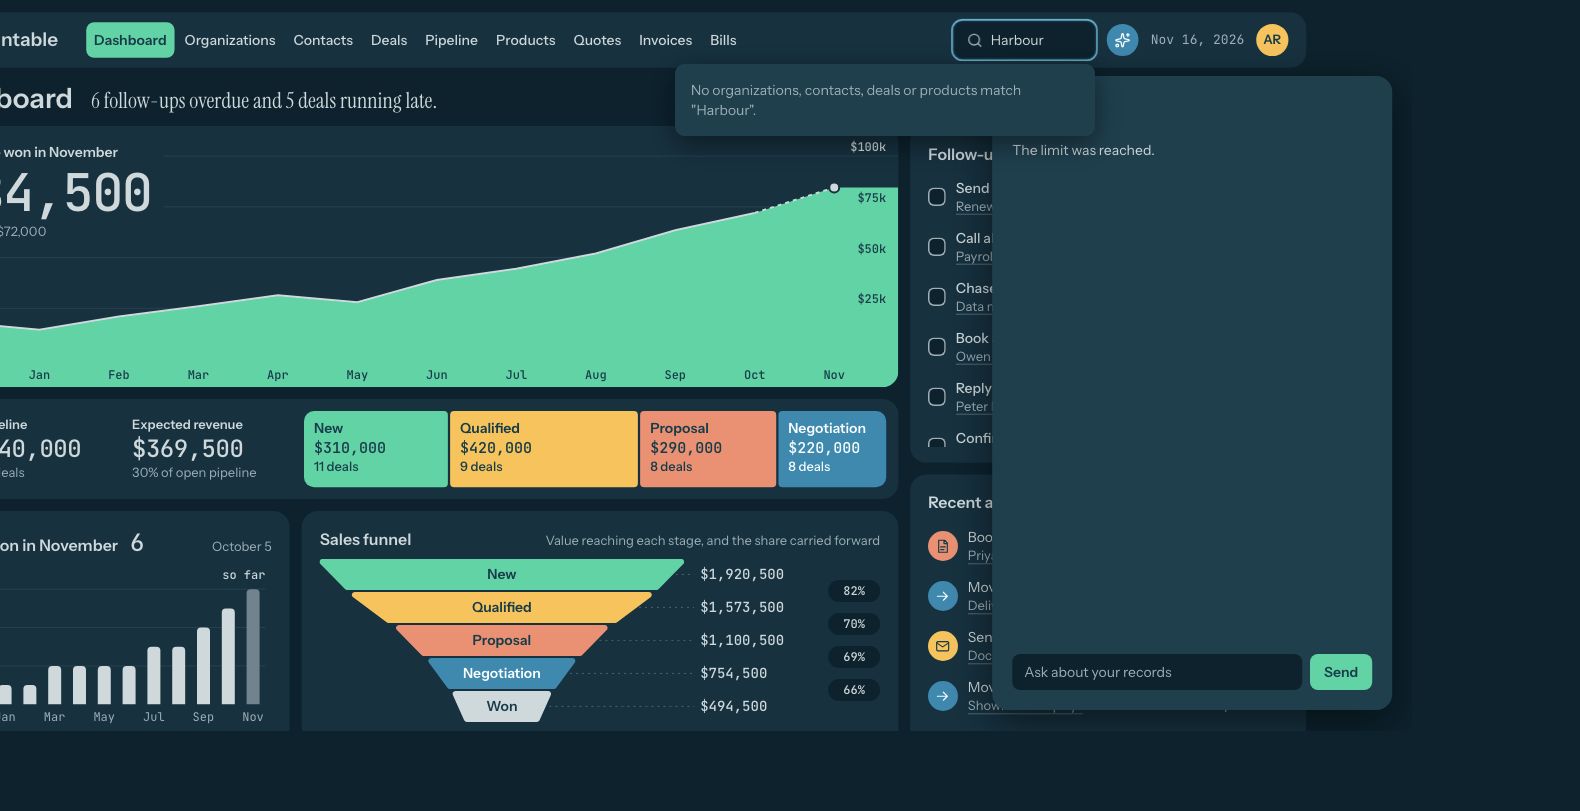 ntable
Dashboard
Organizations
Contacts
Deals
Pipeline
Products
Quotes
Invoices
Bills
Harbour
Nov 16, 2026
AR
No organizations, contacts, deals or products match
"Harbour".
board
6 follow-ups overdue and 5 deals running late.
The limit was reached.
won in November
4,500
$72,000
$100k
$75k
$50k
$25k
Jan
Feb
Mar
Apr
May
Jun
Jul
Aug
Sep
Oct
Nov
Follow-u
Send
Renew
Call a
Payrol
Chase
Data
Book
Owen
Reply
Peter
Confi
eline
40,000
eals
Expected revenue
$369,500
30% of open pipeline
New
$310,000
11 deals
Qualified
$420,000
9 deals
Proposal
$290,000
8 deals
Negotiation
$220,000
8 deals
on in November 6
October 5
so far
an
Mar
May
Jul
Sep
Nov
Sales funnel
Value reaching each stage, and the share carried forward
New
$1,920,500
82%
Qualified
$1,573,500
70%
Proposal
$1,100,500
69%
Negotiation
$754,500
66%
Won
$494,500
Recent a
Boo
Priy
Mov
Deli
Sen
Doc
Mov
Show
Ask about your records
Send